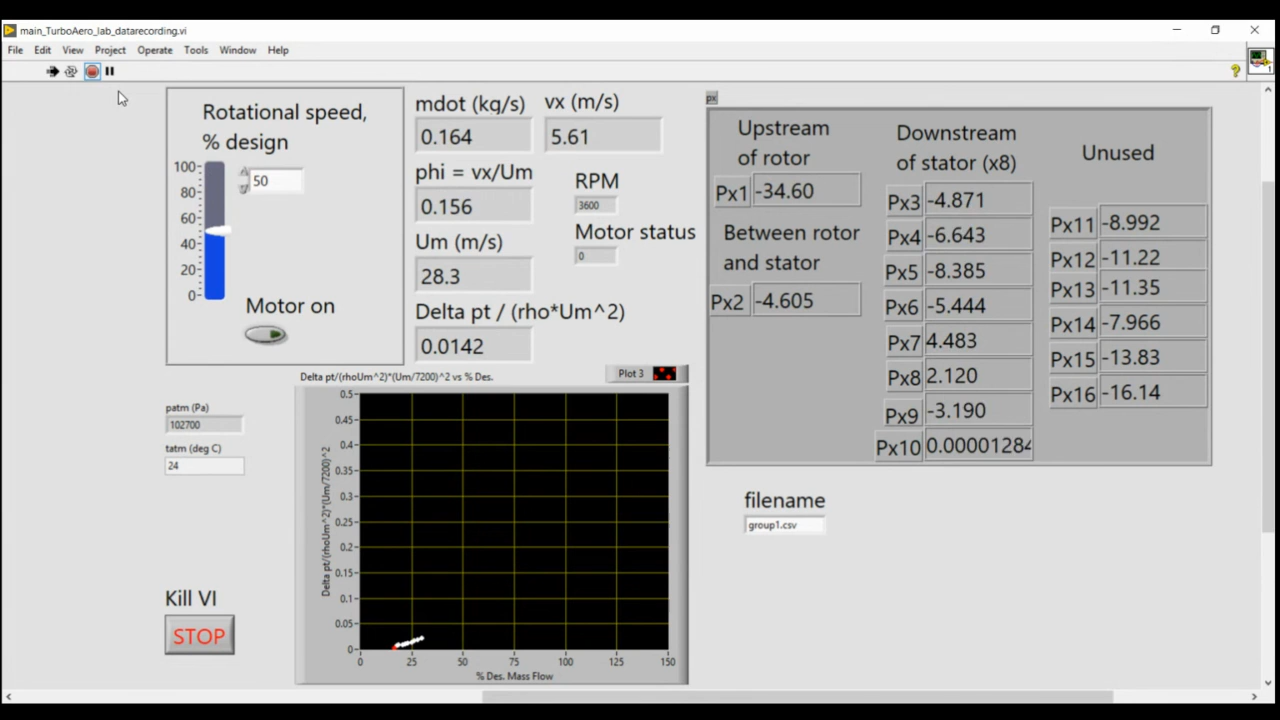 main_TurboAero_lab_datarecording.vi
File Edit View Project Operate Tools Window Help
Rotational speed,
% design
100
80
60
40
20
0
50
Motor on
mdot (kg/s)
0.164
vx (m/s)
5.61
phi = vx/Um
0.156
RPM
3600
Um (m/s)
28.3
Motor status
0
Delta pt / (rho*Um^2)
0.0142
px
Upstream
of rotor
Px1 -34.60
Between rotor
and stator
Px2 -4.605
Downstream
of stator (x8)
Px3 -4.871
Px4 -6.643
Px5 -8.385
Px6 -5.444
Px7 4.483
Px8 2.120
Px9 -3.190
Px10 0.00001284
Unused
Px11 -8.992
Px12 -11.22
Px13 -11.35
Px14 -7.966
Px15 -13.83
Px16 -16.14
patm (Pa)
102700
tatm (deg C)
24
Kill VI
STOP
Delta pt/(rhoUm^2)*(Um/7200)^2 vs % Des.
Plot 3
0.5
0.45
0.4
0.35
0.3
0.25
0.2
0.15
0.1
0.05
0
Delta pt/(rhoUm^2)*(Um/7200)^2
0 25 50 75 100 125 150
% Des. Mass Flow
filename
group1.csv